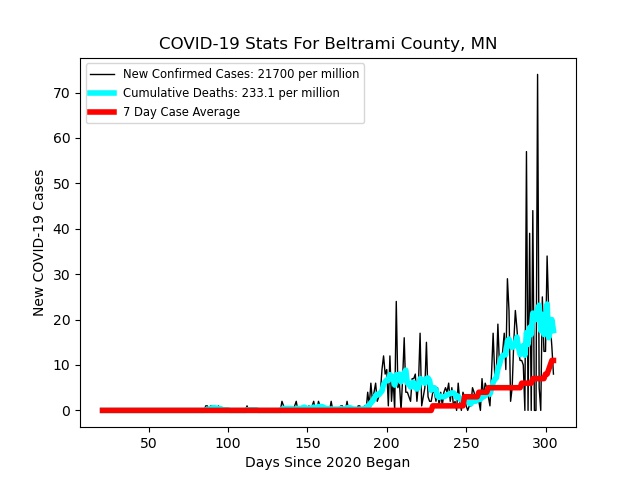 COVID-19 Stats For Beltrami County, MN
New Confirmed Cases: 21700 per million
Cumulative Deaths: 233.1 per million
7 Day Case Average
New COVID-19 Cases
70
60
50
40
30
20
10
0
50 100 150 200 250 300
Days Since 2020 Began